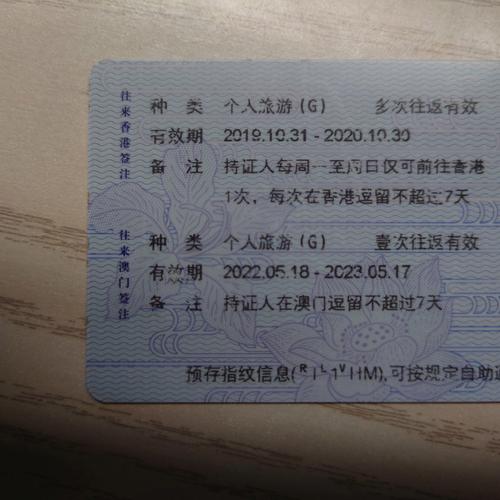 往来香港签注
种 类 个人旅游(G) 多次往返有效
有效期 2019.10.31 - 2020.10.30
备 注 持证人每周一至周日仅可前往香港
1次，每次在香港逗留不超过7天
往来澳门签注
种 类 个人旅游(G) 壹次往返有效
有效期 2022.05.18 - 2023.05.17
备 注 持证人在澳门逗留不超过7天
预存指纹信息(),可按规定自助